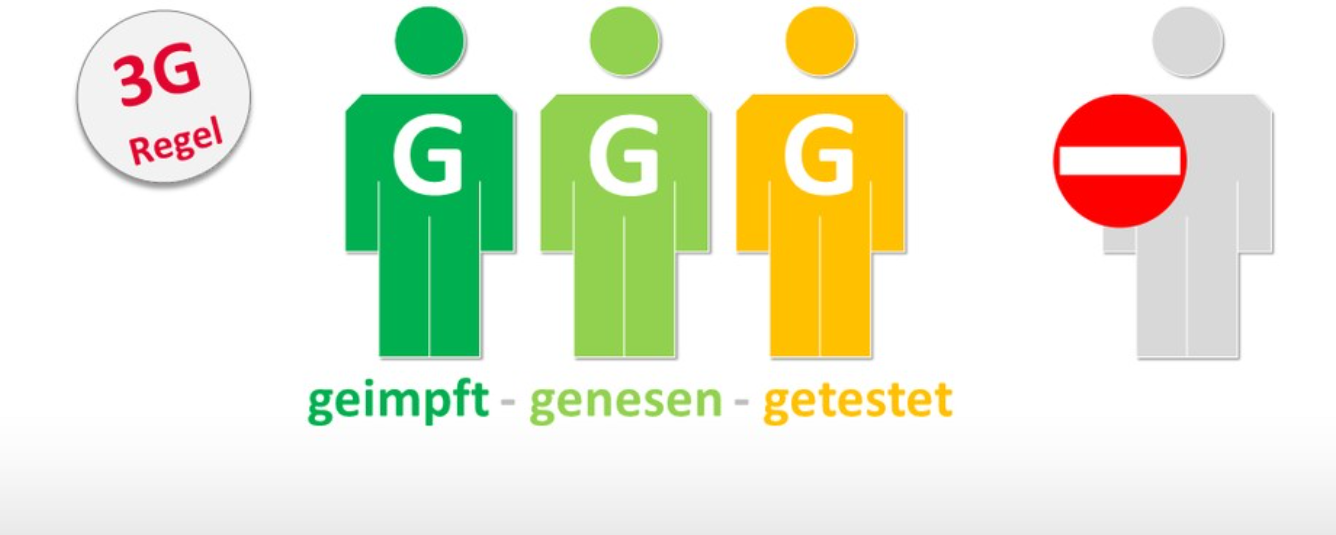 3G
Regel
G G G
geimpft - genesen - getestet